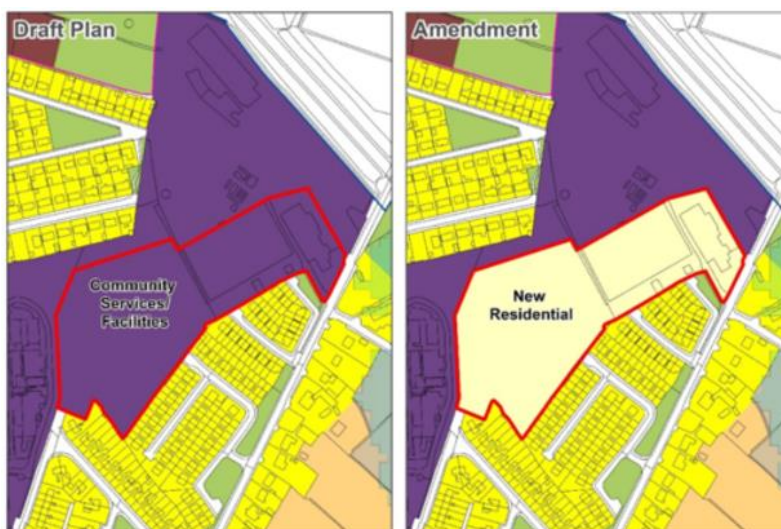 Draft Plan
Community
Services/
Facilities
Amendment
New
Residential